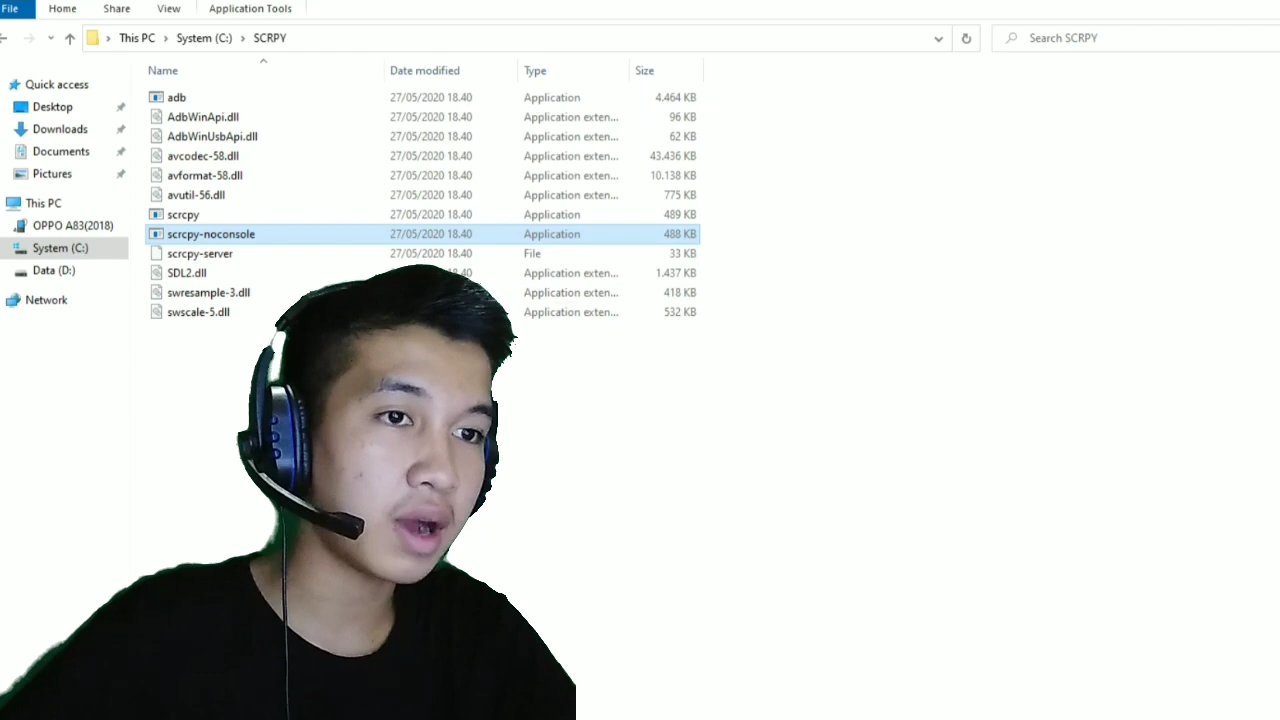 File Home Share View Application Tools
This PC System (C:) SCRPY Search SCRPY
Name Date modified Type Size
Quick access
Desktop
Downloads
Documents
Pictures
This PC
OPPO A83(2018)
System (C:)
Data (D:)
Network
adb 27/05/2020 18.40 Application 4.464 KB
AdbWinApi.dll 27/05/2020 18.40 Application exten... 96 KB
AdbWinUsbApi.dll 27/05/2020 18.40 Application exten... 62 KB
avcodec-58.dll 27/05/2020 18.40 Application exten... 43.436 KB
avformat-58.dll 27/05/2020 18.40 Application exten... 10.138 KB
avutil-56.dll 27/05/2020 18.40 Application exten... 775 KB
scrcpy 27/05/2020 18.40 Application 489 KB
scrcpy-noconsole 27/05/2020 18.40 Application 488 KB
scrcpy-server 27/05/2020 18.40 File 33 KB
SDL2.dll 18.40 Application exten... 1.437 KB
swresample-3.dll Application exten... 418 KB
swscale-5.dll Application exten... 532 KB